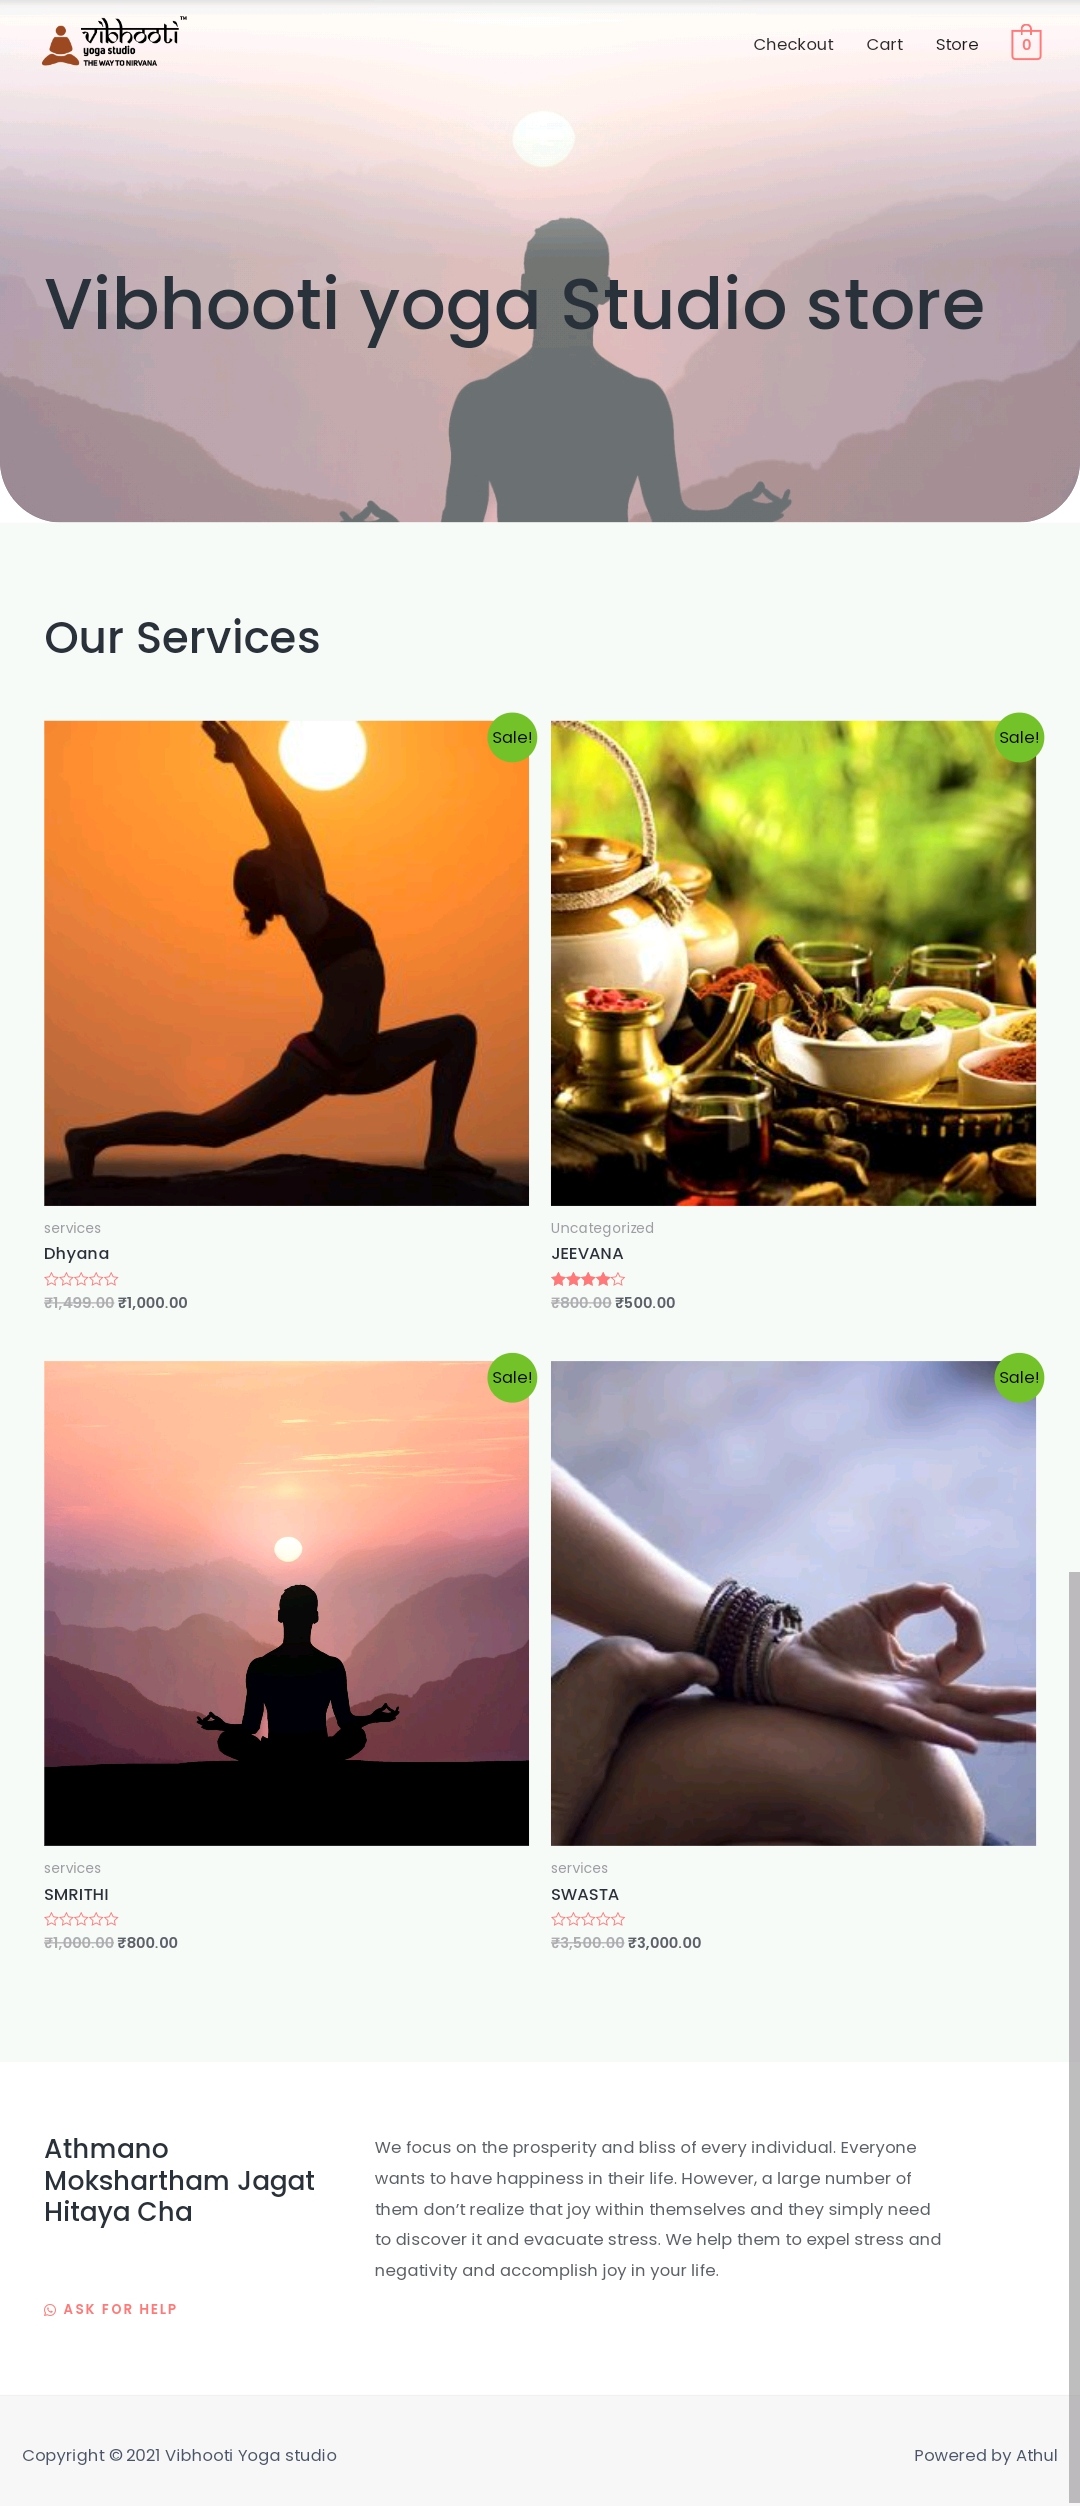 vibhooti™
yoga studio
THE WAY TO NIRVANA
Checkout
Cart
Store
0
Vibhooti yoga Studio store
Our Services
Sale!
Sale!
services
Dhyana
₹1,499.00 ₹1,000.00
Uncategorized
JEEVANA
₹800.00 ₹500.00
Sale!
Sale!
services
SMRITHI
₹1,000.00 ₹800.00
services
SWASTA
₹3,500.00 ₹3,000.00
Athmano
Mokshartham Jagat
Hitaya Cha
ASK FOR HELP
We focus on the prosperity and bliss of every individual. Everyone
wants to have happiness in their life. However, a large number of
them don’t realize that joy within themselves and they simply need
to discover it and evacuate stress. We help them to expel stress and
negativity and accomplish joy in your life.
Copyright © 2021 Vibhooti Yoga studio
Powered by Athul